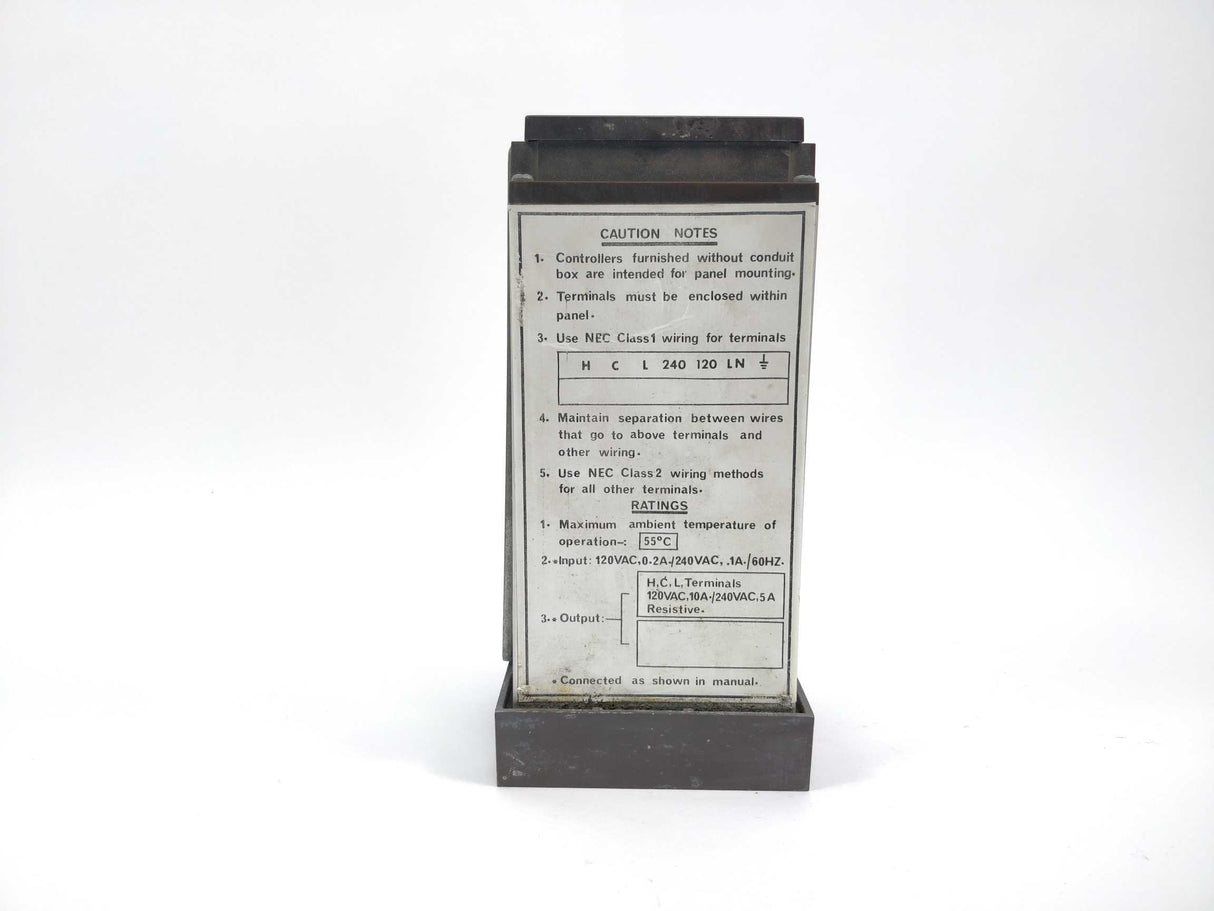 CAUTION NOTES
1. Controllers furnished without conduit
box are intended for panel mounting.
2. Terminals must be enclosed within
panel.
3. Use NEC Class1 wiring for terminals
H C L 240 120 LN ⏚
4. Maintain separation between wires
that go to above terminals and
other wiring.
5. Use NEC Class2 wiring methods
for all other terminals.
RATINGS
1. Maximum ambient temperature of
operation-: 55°C
2.*Input: 120VAC,0.2A./240VAC, .1A./60HZ.
H,C,L,Terminals
120VAC,10A./240VAC,5A
Resistive.
3.* Output:
*Connected as shown in manual.